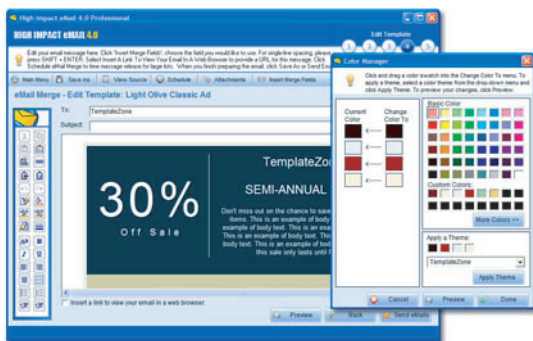 High Impact eMail 4.0 Professional
HIGH IMPACT eMAIL 4.0
Edit Template
1 2 3 4 5
Edit your email message here. Click 'Insert Merge Fields', choose the field you would like to use. For single-line spacing, please
press SHIFT + ENTER. Select Insert A Link To View Your Email In A Web Browser to provide a URL for this message. Click
Schedule eMail Merge to time message release for large lists. When you finish preparing the email, click Save As or Send
Main Menu Save As View Source Schedule Attachments Insert Merge Fields
eMail Merge - Edit Template: Light Olive Classic Ad
To: TemplateZone
Subject:
30%
Off Sale
TemplateZo
SEMI-ANNUAL
Don't miss out on the chance to save
items. This is an example of body
example of body text. This is an
This is an example of body text. This
body text. This is an example of bod
this sale only lasts until
Insert a link to view your email in a web browser.
Preview Back Send eMails
Color Manager
Click and drag a color swatch into the Change Color To menu. To
apply a theme, select a color theme from the drop-down menu and
click Apply Theme. To preview your changes, click Preview.
Current Color
Change Color To
Basic Color
Custom Colors:
More Colors >>
Apply a Theme:
TemplateZone
Apply Theme
Cancel Preview Done